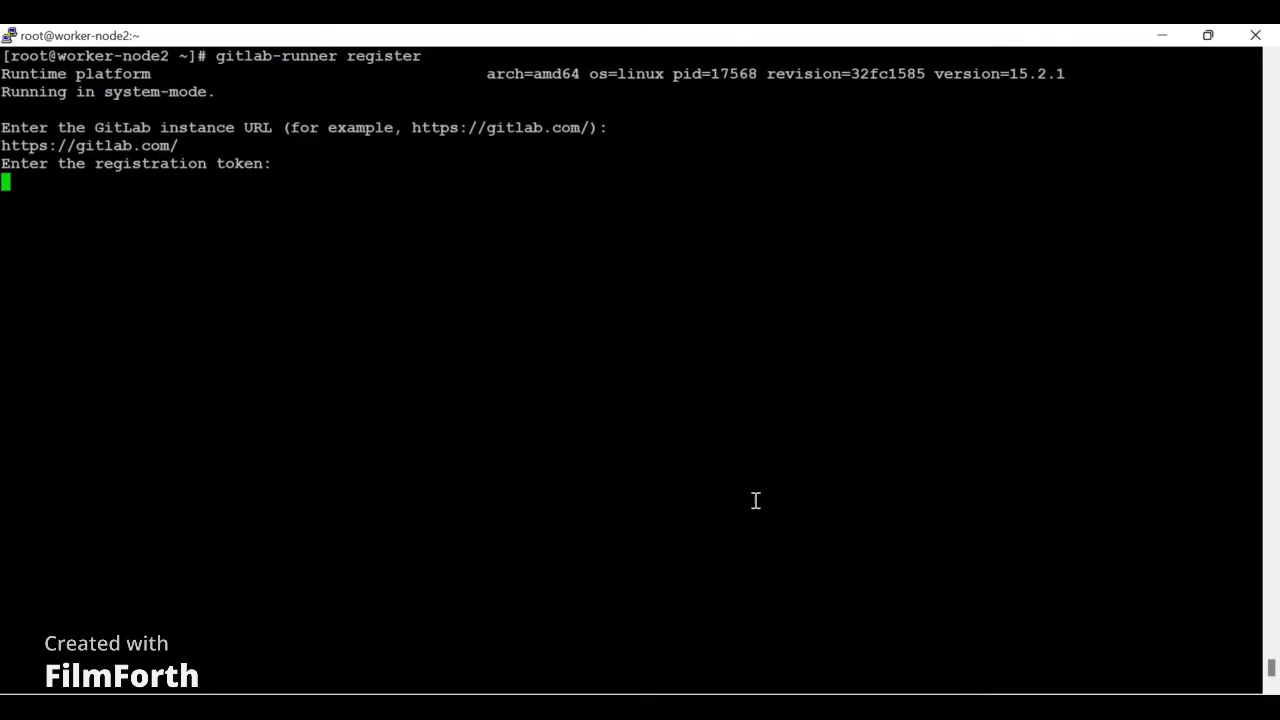 root@worker-node2:~
[root@worker-node2 ~]# gitlab-runner register
Runtime platform arch=amd64 os=linux pid=17568 revision=32fc1585 version=15.2.1
Running in system-mode.
Enter the GitLab instance URL (for example, https://gitlab.com/):
https://gitlab.com/
Enter the registration token:
Created with
FilmForth